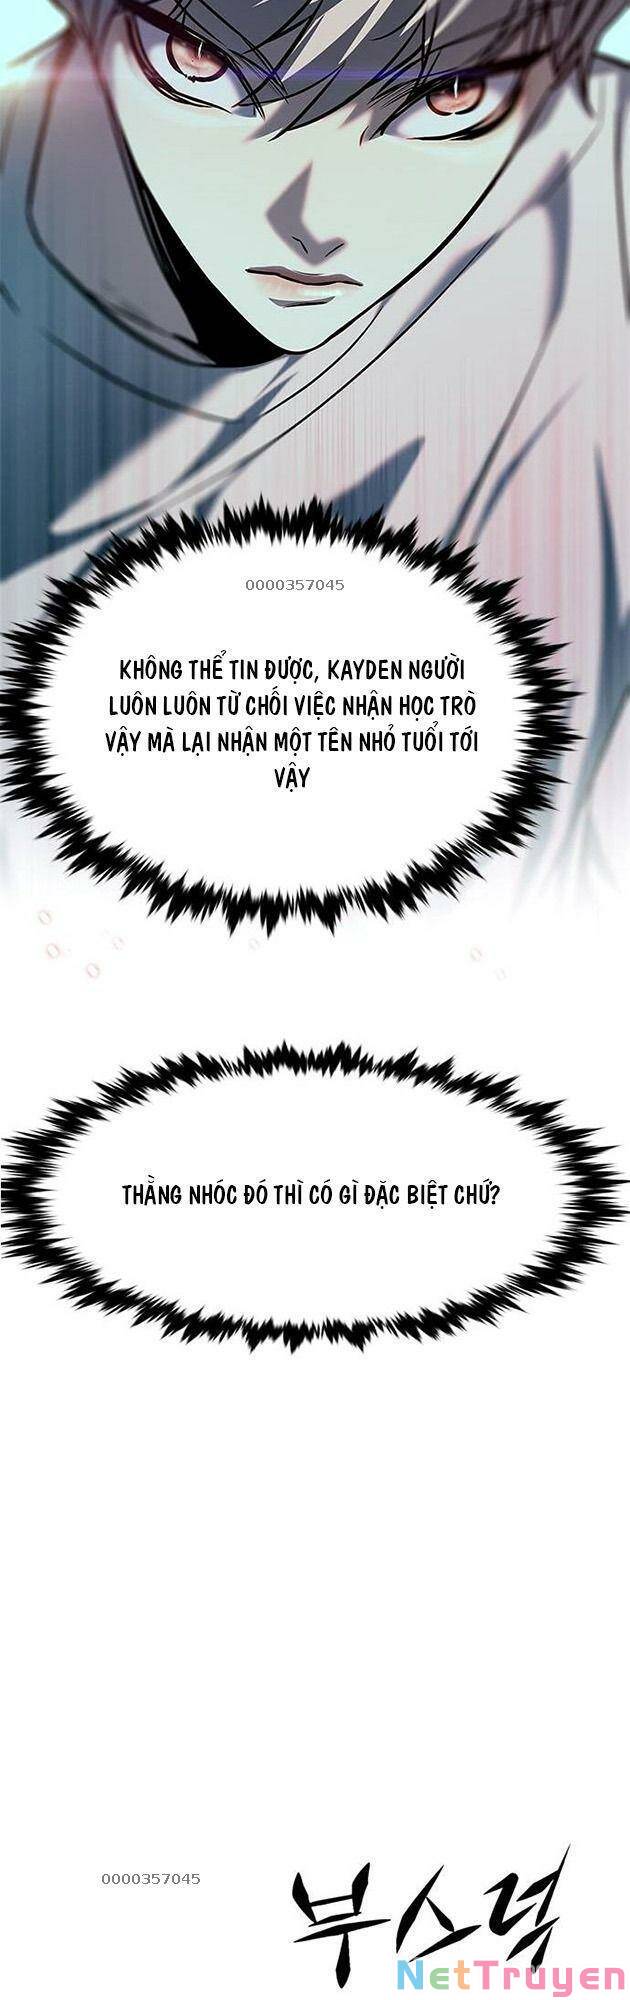 0000357045
KHÔNG THỂ TIN ĐƯỢC, KAYDEN NGƯỜI
LUÔN LUÔN TỪ CHỐI VIỆC NHẬN HỌC TRÒ
VẬY MÀ LẠI NHẬN MỘT TÊN NHỎ TUỔI TỚI
VẬY
THẰNG NHÓC ĐÓ THÌ CÓ GÌ ĐẶC BIỆT CHỨ?
0000357045
부스럭
NetTruyen